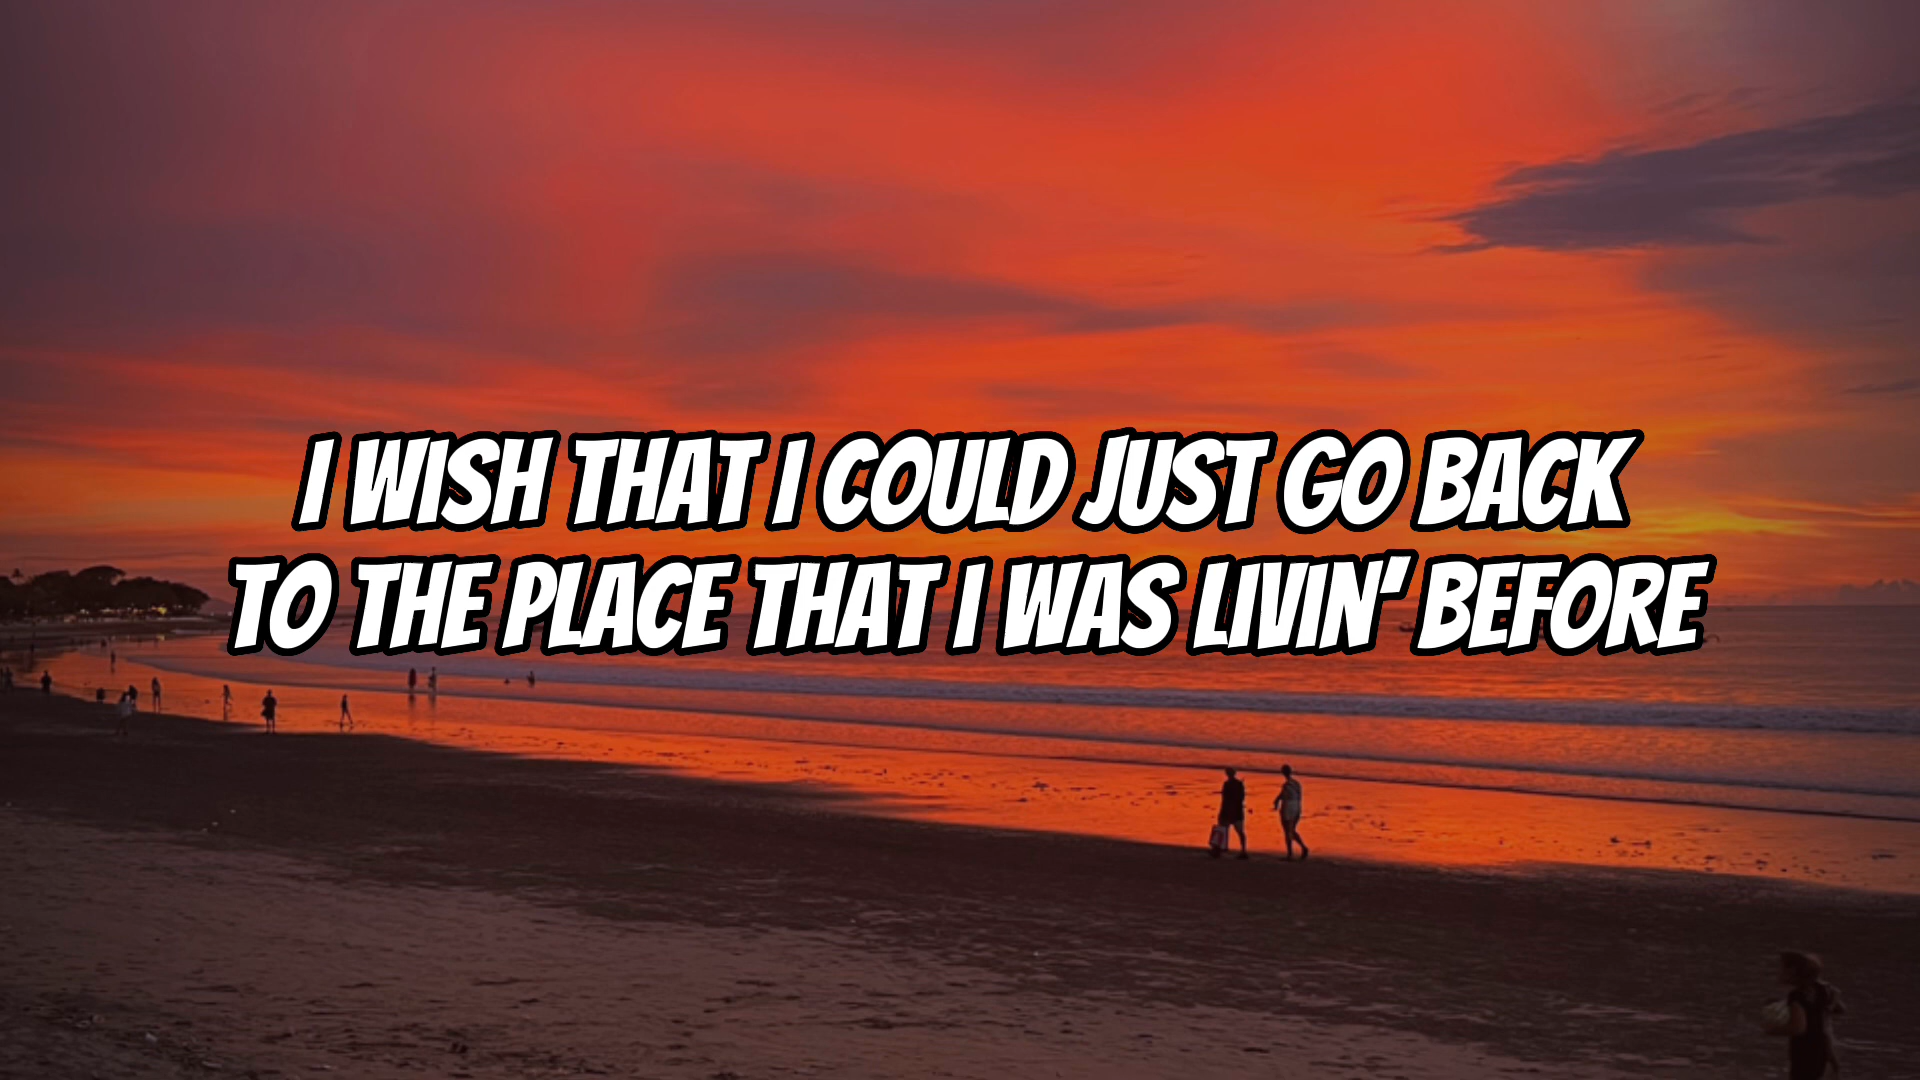 I WISH THAT I COULD JUST GO BACK
TO THE PLACE THAT I WAS LIVIN' BEFORE